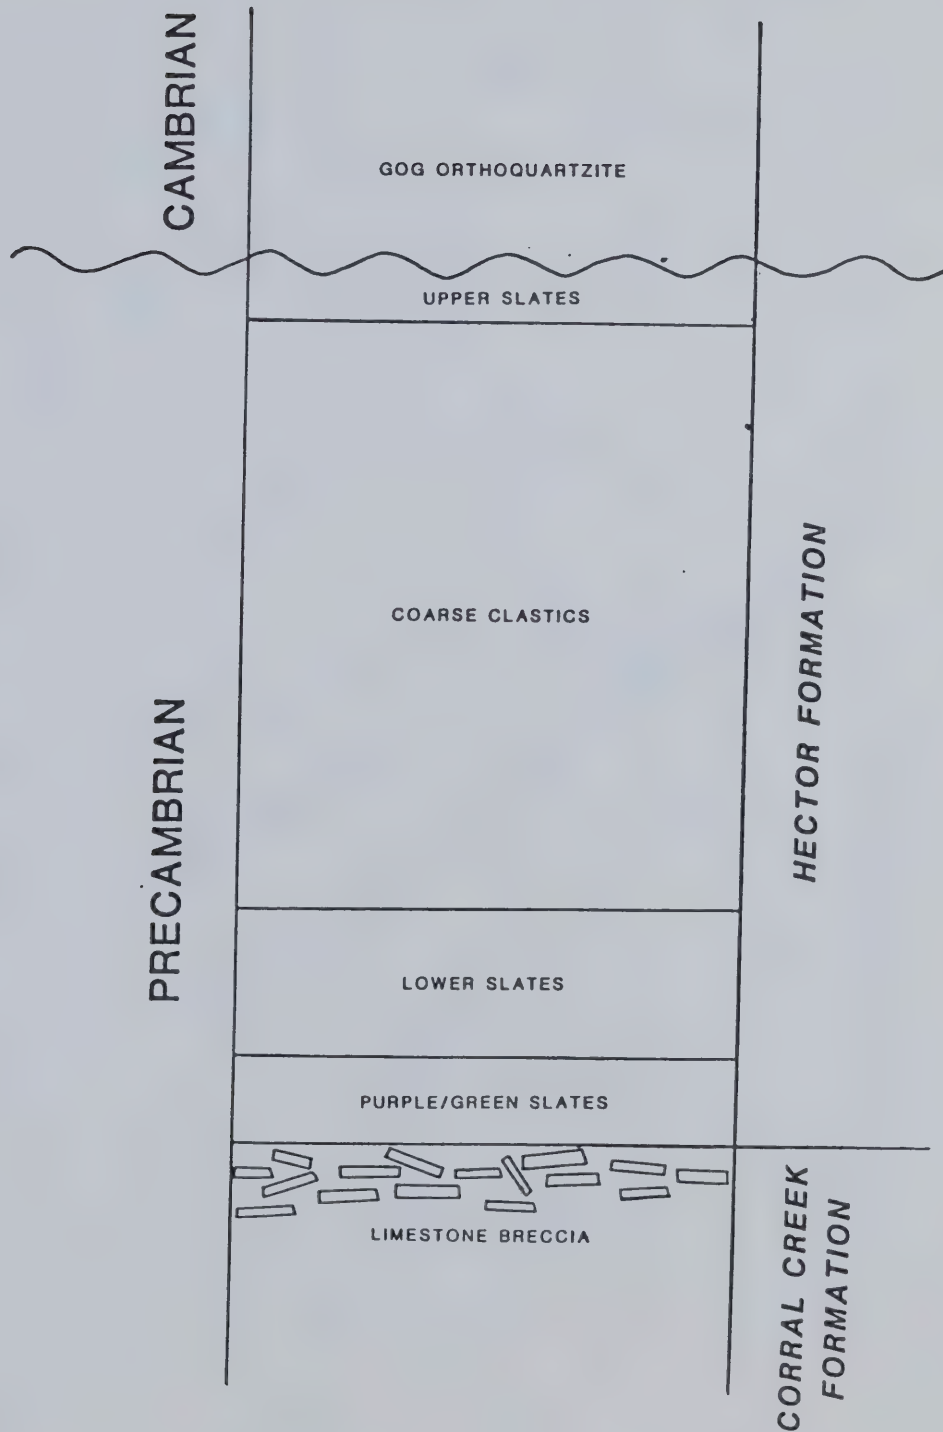 CAMBRIAN
GOG ORTHOQUARTZITE
UPPER SLATES
COARSE CLASTICS
HECTOR FORMATION
PRECAMBRIAN
LOWER SLATES
PURPLE/GREEN SLATES
LIMESTONE BRECCIA
CORRAL CREEK
FORMATION